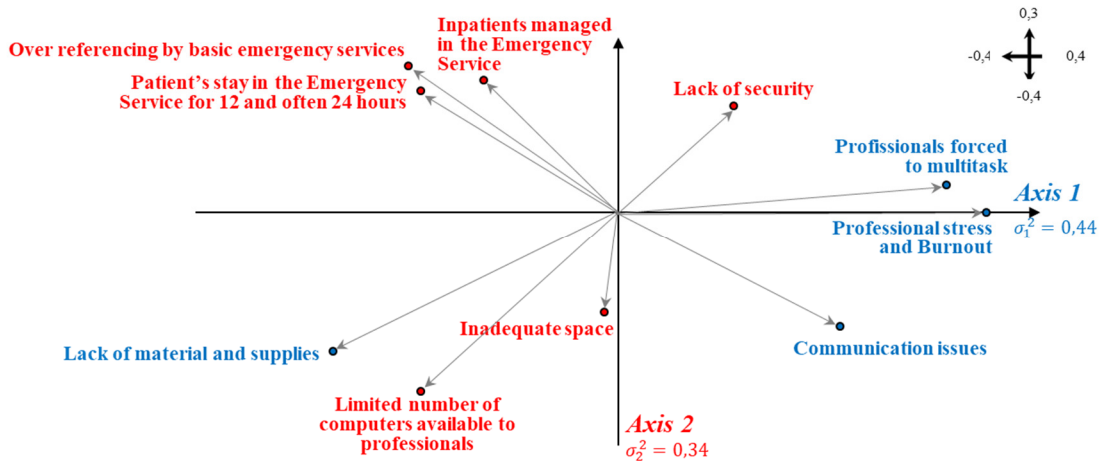 Inpatients managed
in the Emergency
Service
Over referencing by basic emergency services
Patient's stay in the Emergency
Service for 12 and often 24 hours
Lack of security
0,3
-0,4
0,4
-0,4
Profissionals forced
to multitask
Axis 1
σ₁² = 0,44
Professional stress
and Burnout
Inadequate space
Lack of material and supplies
Communication issues
Limited number of
computers available to
professionals
Axis 2
σ₂² = 0,34